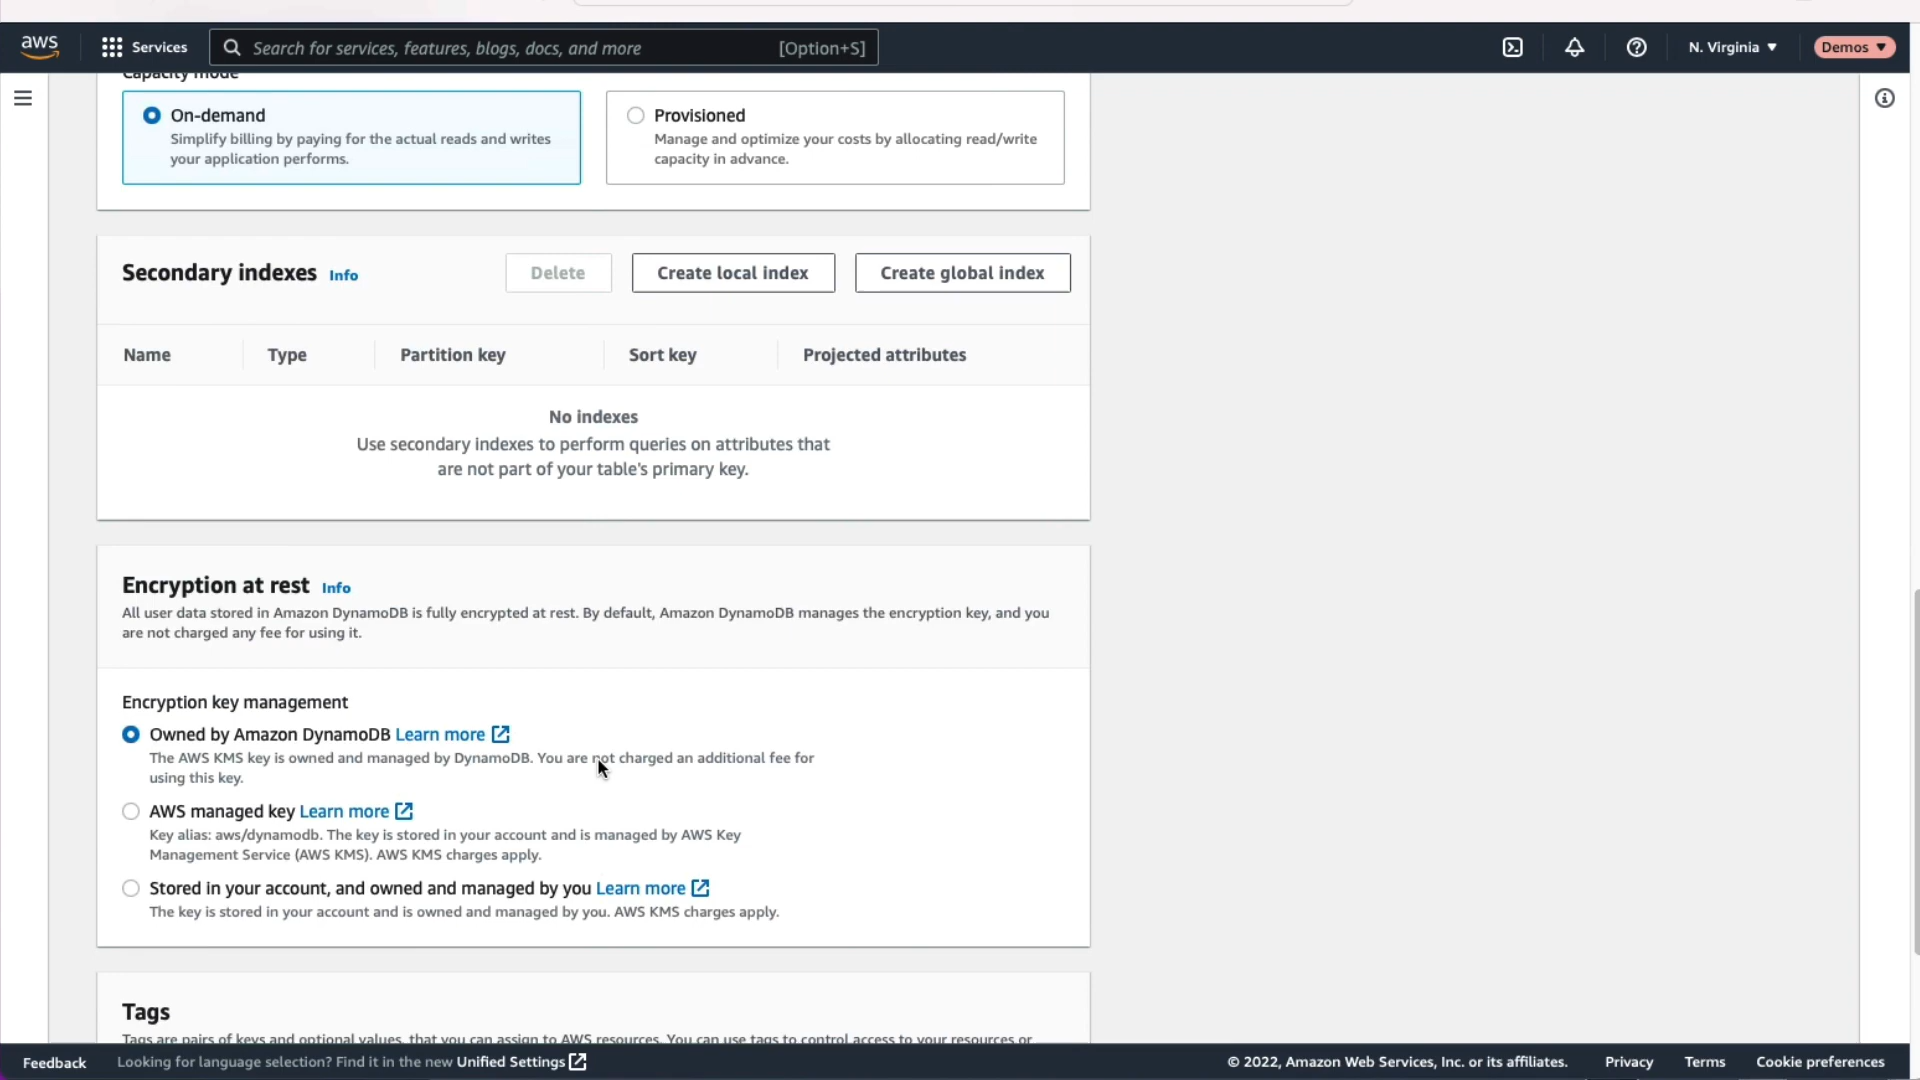 aws
Services
Search for services, features, blogs, docs, and more
[Option+S]
N. Virginia ▼
Demos ▼
Capacity mode
On-demand
Simplify billing by paying for the actual reads and writes
your application performs.
Provisioned
Manage and optimize your costs by allocating read/write
capacity in advance.
Secondary indexes Info
Delete
Create local index
Create global index
Name
Type
Partition key
Sort key
Projected attributes
No indexes
Use secondary indexes to perform queries on attributes that
are not part of your table's primary key.
Encryption at rest Info
All user data stored in Amazon DynamoDB is fully encrypted at rest. By default, Amazon DynamoDB manages the encryption key, and you
are not charged any fee for using it.
Encryption key management
Owned by Amazon DynamoDB Learn more
The AWS KMS key is owned and managed by DynamoDB. You are not charged an additional fee for
using this key.
AWS managed key Learn more
Key alias: aws/dynamodb. The key is stored in your account and is managed by AWS Key
Management Service (AWS KMS). AWS KMS charges apply.
Stored in your account, and owned and managed by you Learn more
The key is stored in your account and is owned and managed by you. AWS KMS charges apply.
Tags
Tags are pairs of keys and optional values, that you can assign to AWS resources. You can use tags to control access to your resources or
Feedback
Looking for language selection? Find it in the new Unified Settings
© 2022, Amazon Web Services, Inc. or its affiliates.
Privacy
Terms
Cookie preferences